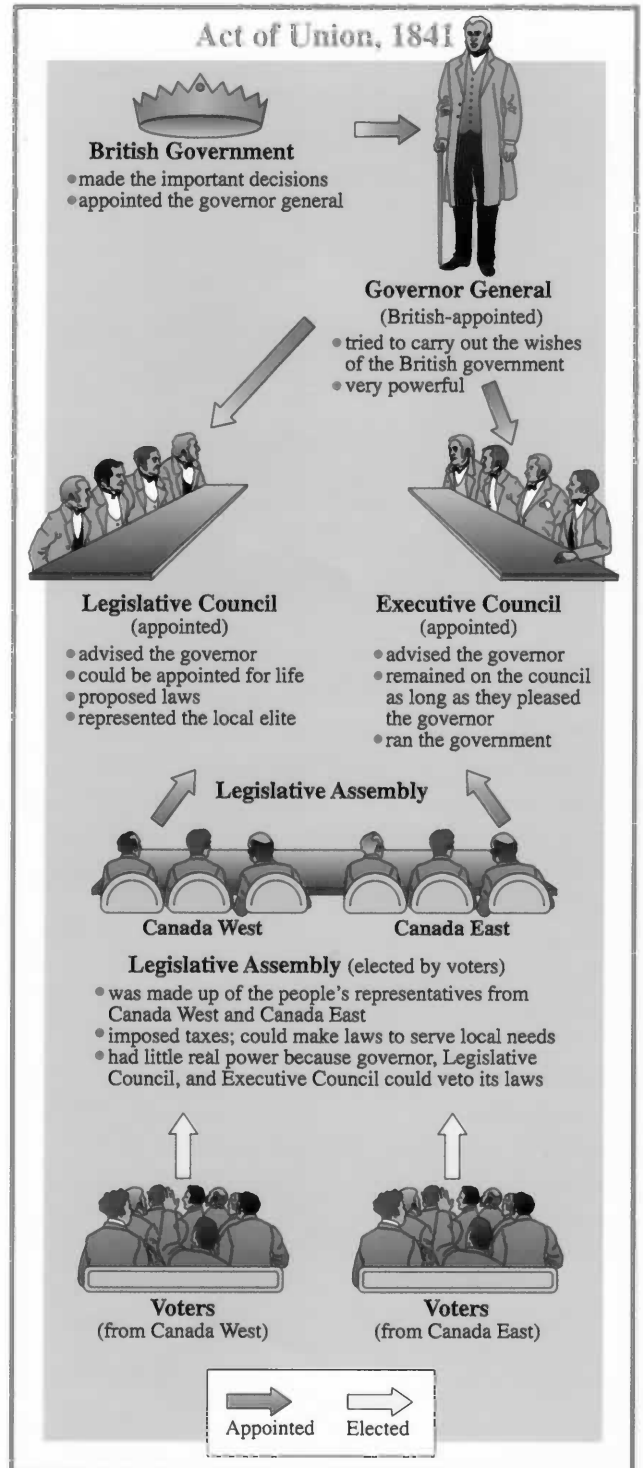 Act of Union, 1841
British Government
• made the important decisions
• appointed the governor general
Governor General
(British-appointed)
• tried to carry out the wishes
of the British government
• very powerful
Legislative Council
(appointed)
• advised the governor
• could be appointed for life
• proposed laws
• represented the local elite
Executive Council
(appointed)
• advised the governor
• remained on the council
as long as they pleased
the governor
• ran the government
Legislative Assembly
Canada West
Canada East
Legislative Assembly (elected by voters)
• was made up of the people's representatives from
Canada West and Canada East
• imposed taxes; could make laws to serve local needs
• had little real power because governor, Legislative
Council, and Executive Council could veto its laws
Voters
(from Canada West)
Voters
(from Canada East)
Appointed
Elected